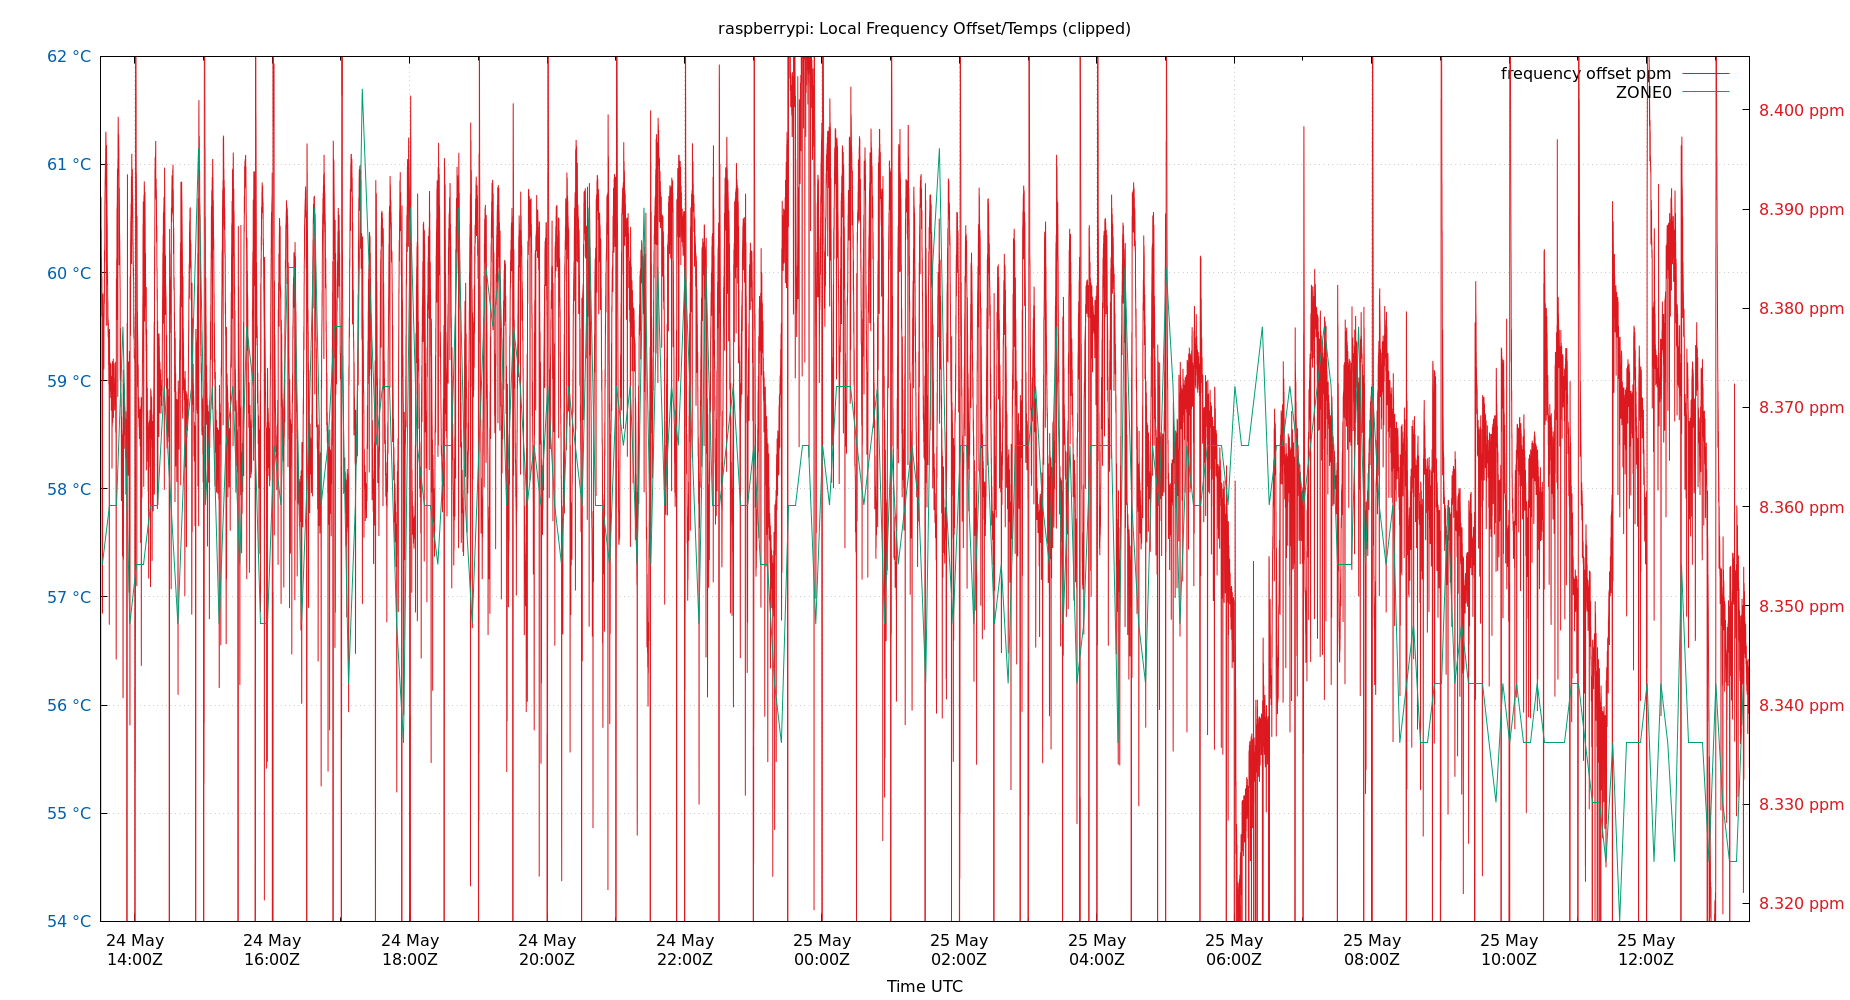 raspberrypi: Local Frequency Offset/Temps (clipped)
62 °C
61 °C
60 °C
59 °C
58 °C
57 °C
56 °C
55 °C
54 °C
frequency offset ppm
ZONE0
8.400 ppm
8.390 ppm
8.380 ppm
8.370 ppm
8.360 ppm
8.350 ppm
8.340 ppm
8.330 ppm
8.320 ppm
24 May 24 May 24 May 24 May 24 May 25 May 25 May 25 May 25 May 25 May 25 May 25 May
14:00Z 16:00Z 18:00Z 20:00Z 22:00Z 00:00Z 02:00Z 04:00Z 06:00Z 08:00Z 10:00Z 12:00Z
Time UTC